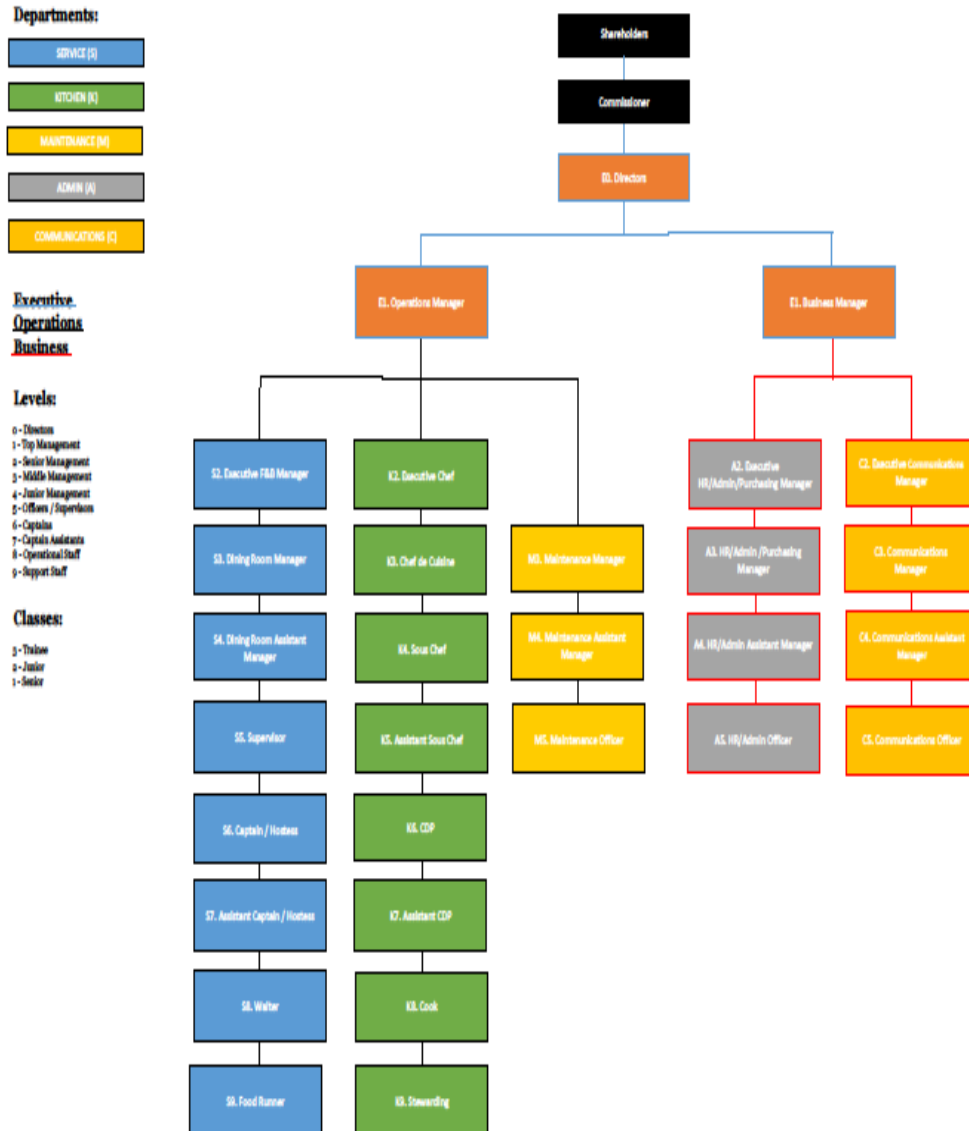 Departments:
SERVICE (S)
KITCHEN (K)
MAINTENANCE (M)
ADMIN (A)
COMMUNICATIONS (C)
Executive
Operations
Business
Levels:
0 - Directors
1 - Top Management
2 - Senior Management
3 - Middle Management
4 - Junior Management
5 - Officers / Supervisors
6 - Captains
7 - Captain Assistants
8 - Operational Staff
9 - Support Staff
Classes:
3 - Trainee
2 - Junior
1 - Senior
Shareholders
Commissioner
E0. Directors
E1. Operations Manager
E1. Business Manager
S2. Executive F&B Manager
K2. Executive Chef
A2. Executive
HR/Admin/Purchasing Manager
C2. Executive Communications
Manager
S3. Dining Room Manager
K3. Chef de Cuisine
M3. Maintenance Manager
A3. HR/Admin /Purchasing
Manager
C3. Communications
Manager
S4. Dining Room Assistant
Manager
K4. Sous Chef
M4. Maintenance Assistant
Manager
A4. HR/Admin Assistant Manager
C4. Communications Assistant
Manager
S5. Supervisor
K5. Assistant Sous Chef
M5. Maintenance Officer
A5. HR/Admin Officer
C5. Communications Officer
S6. Captain / Hostess
K6. CDP
S7. Assistant Captain / Hostess
K7. Assistant CDP
S8. Waiter
K8. Cook
S9. Food Runner
K9. Stewarding